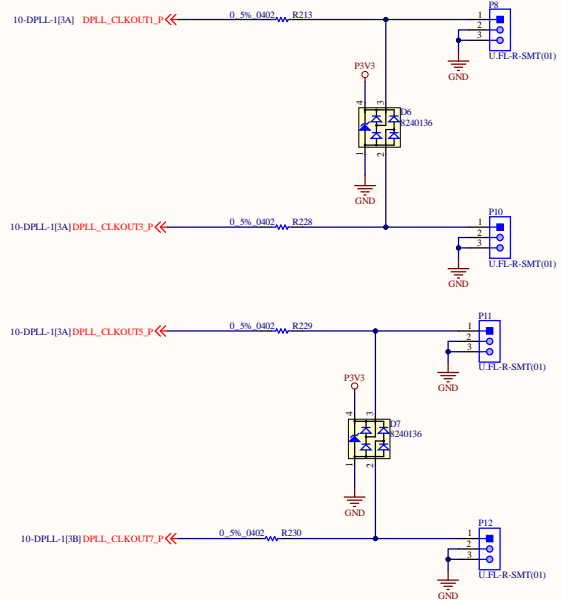 P8
10-DPLL-1[3A] DPLL_CLKOUT1_P 0_5%_0402 R213 1
2
3
U.FL-R-SMT(01)
GND
P3V3
4 3
D6
8240136
1 2
GND
P10
10-DPLL-1[3A] DPLL_CLKOUT3_P 0_5%_0402 R228 1
2
3
U.FL-R-SMT(01)
GND
P11
10-DPLL-1[3A] DPLL_CLKOUT5_P 0_5%_0402 R229 1
2
3
U.FL-R-SMT(01)
GND
P3V3
4 3
D7
8240136
1 2
GND
P12
10-DPLL-1[3B] DPLL_CLKOUT7_P 0_5%_0402 R230 1
2
3
U.FL-R-SMT(01)
GND